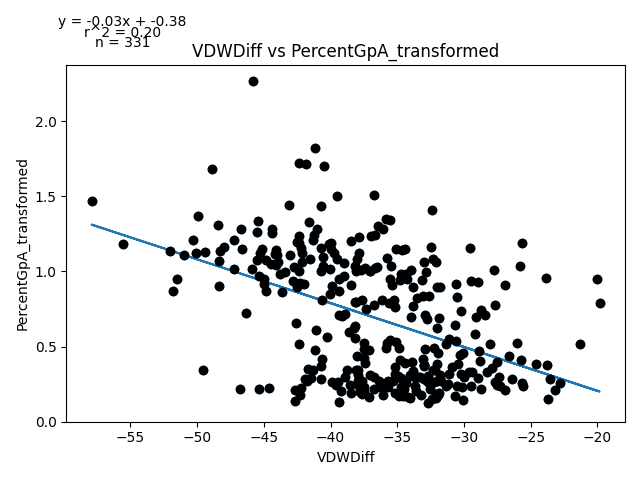 y = -0.03x + -0.38
r^2 = 0.20
n = 331
VDWDiff vs PercentGpA_transformed
PercentGpA_transformed
2.0
1.5
1.0
0.5
0.0
−55 −50 −45 −40 −35 −30 −25 −20
VDWDiff